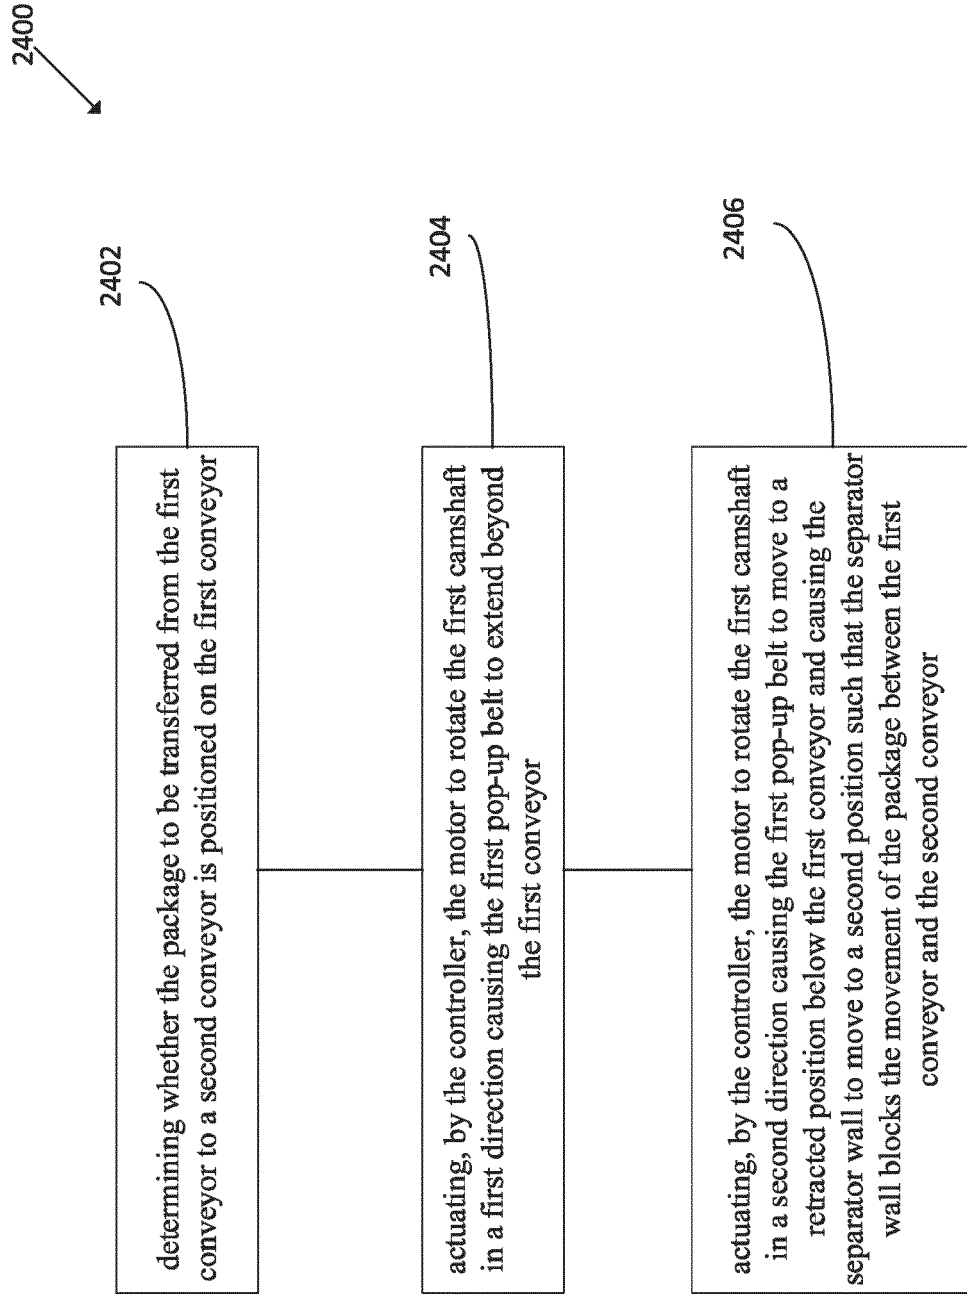 2400
2402
determining whether the package to be transferred from the first
conveyor to a second conveyor is positioned on the first conveyor
2404
actuating, by the controller, the motor to rotate the first camshaft
in a first direction causing the first pop-up belt to extend beyond
the first conveyor
2406
actuating, by the controller, the motor to rotate the first camshaft
in a second direction causing the first pop-up belt to move to a
retracted position below the first conveyor and causing the
separator wall to move to a second position such that the separator
wall blocks the movement of the package between the first
conveyor and the second conveyor